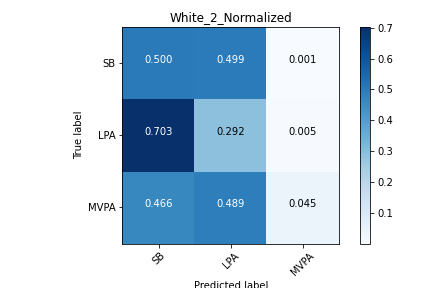 White_2_Normalized
SB 0.500 0.499 0.001
LPA 0.703 0.292 0.005
MVPA 0.466 0.489 0.045
SB LPA MVPA
True label
Predicted label
0.7
0.6
0.5
0.4
0.3
0.2
0.1